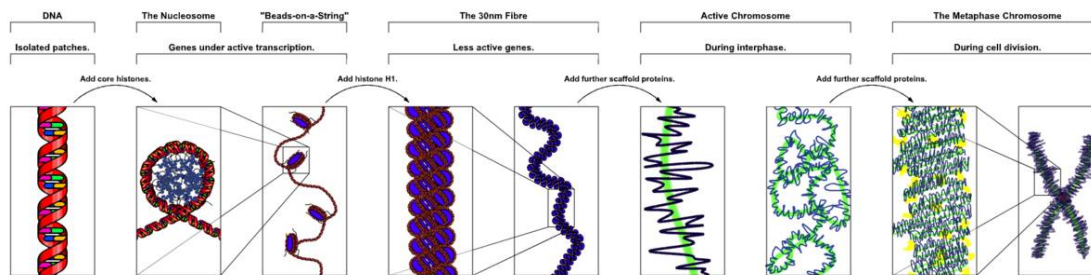 DNA
The Nucleosome
"Beads-on-a-String"
The 30nm Fibre
Active Chromosome
The Metaphase Chromosome
Isolated patches.
Genes under active transcription.
Less active genes.
During interphase.
During cell division.
Add core histones.
Add histone H1.
Add further scaffold proteins.
Add further scaffold proteins.